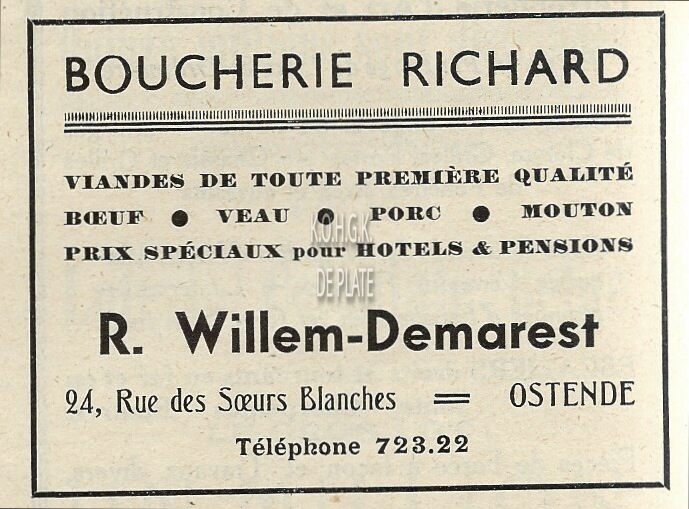 BOUCHERIE RICHARD
VIANDES DE TOUTE PREMIÈRE QUALITÉ
BŒUF ● VEAU ● PORC ● MOUTON
K.O.H.G.K
PRIX SPÉCIAUX pour HOTELS & PENSIONS
DE PLATE
R. Willem-Demarest
24, Rue des Sœurs Blanches = OSTENDE
Téléphone 723.22